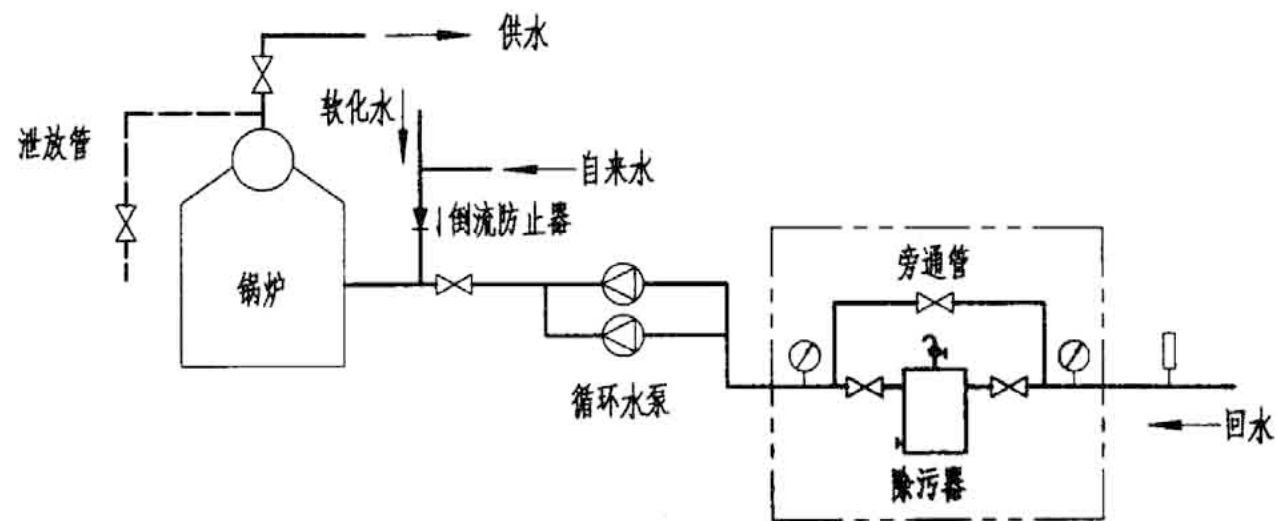 供水
软化水
泄放管
自来水
倒流防止器
旁通管
锅炉
循环水泵
回水
除污器